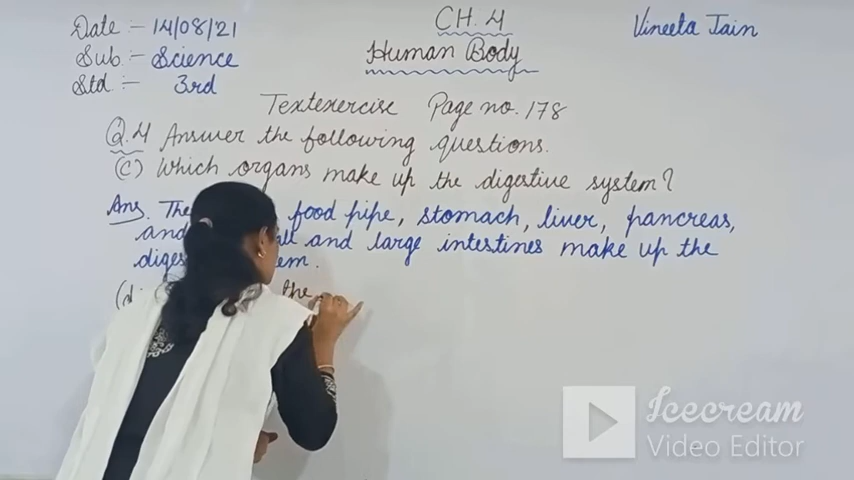 Date :- 14/08/21
CH. 4
Vineeta Jain
Sub :- Science
Human Body
Std :- 3rd
Textexercise Page no. 178
Q.4 Answer the following questions.
(c) Which organs make up the digestive system?
Ans. The food pipe, stomach, liver, pancreas,
and and large intestines make up the
the
Icecream
Video Editor